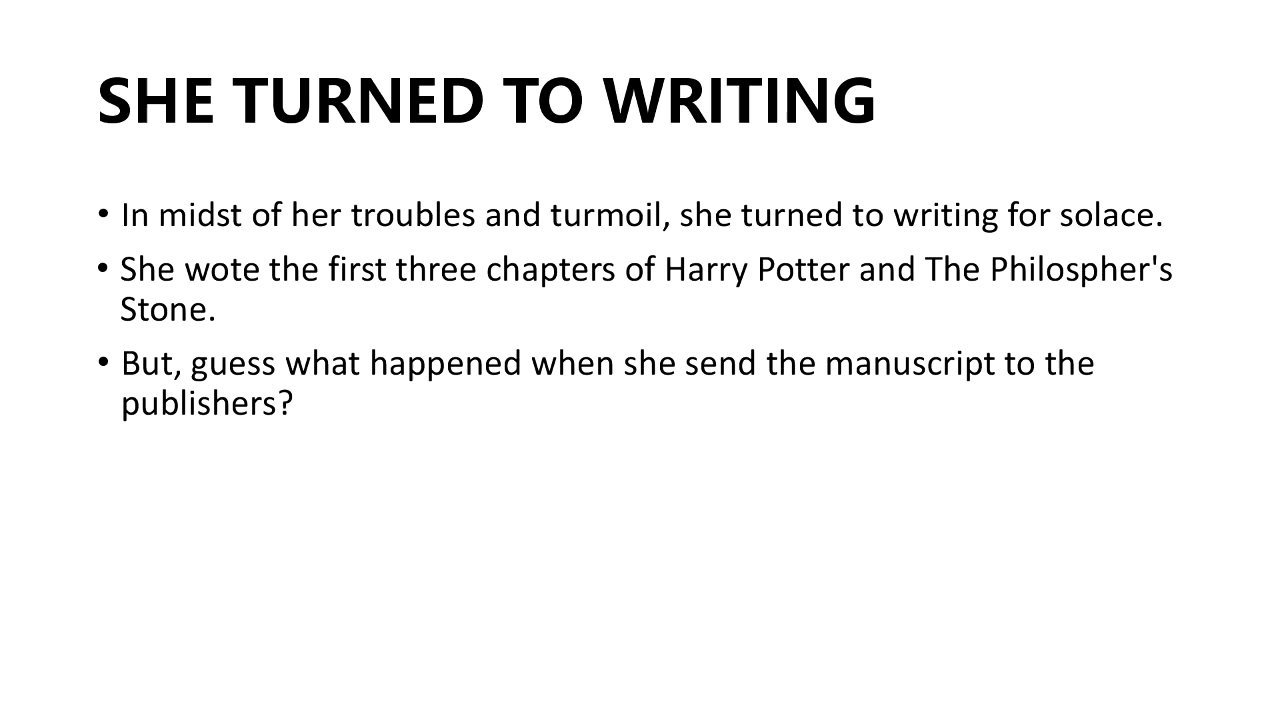 SHE TURNED TO WRITING
• In midst of her troubles and turmoil, she turned to writing for solace.
• She wote the first three chapters of Harry Potter and The Philospher's
Stone.
• But, guess what happened when she send the manuscript to the
publishers?